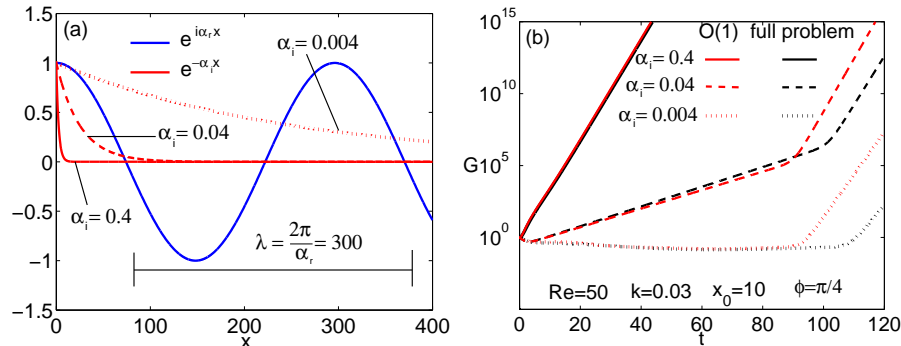 (a)
e^{iα_r x}
e^{-α_i x}
α_i = 0.004
α_i = 0.04
α_i = 0.4
λ = 2π/α_r = 300
1.5
1
0.5
0
−0.5
−1
−1.5
0 100 200 300 400
x
(b)
O(1) full problem
α_i = 0.4
α_i = 0.04
α_i = 0.004
G
10^15
10^10
10^5
10^0
Re=50 k=0.03 x_0=10 ϕ=π/4
0 20 40 60 80 100 120
t